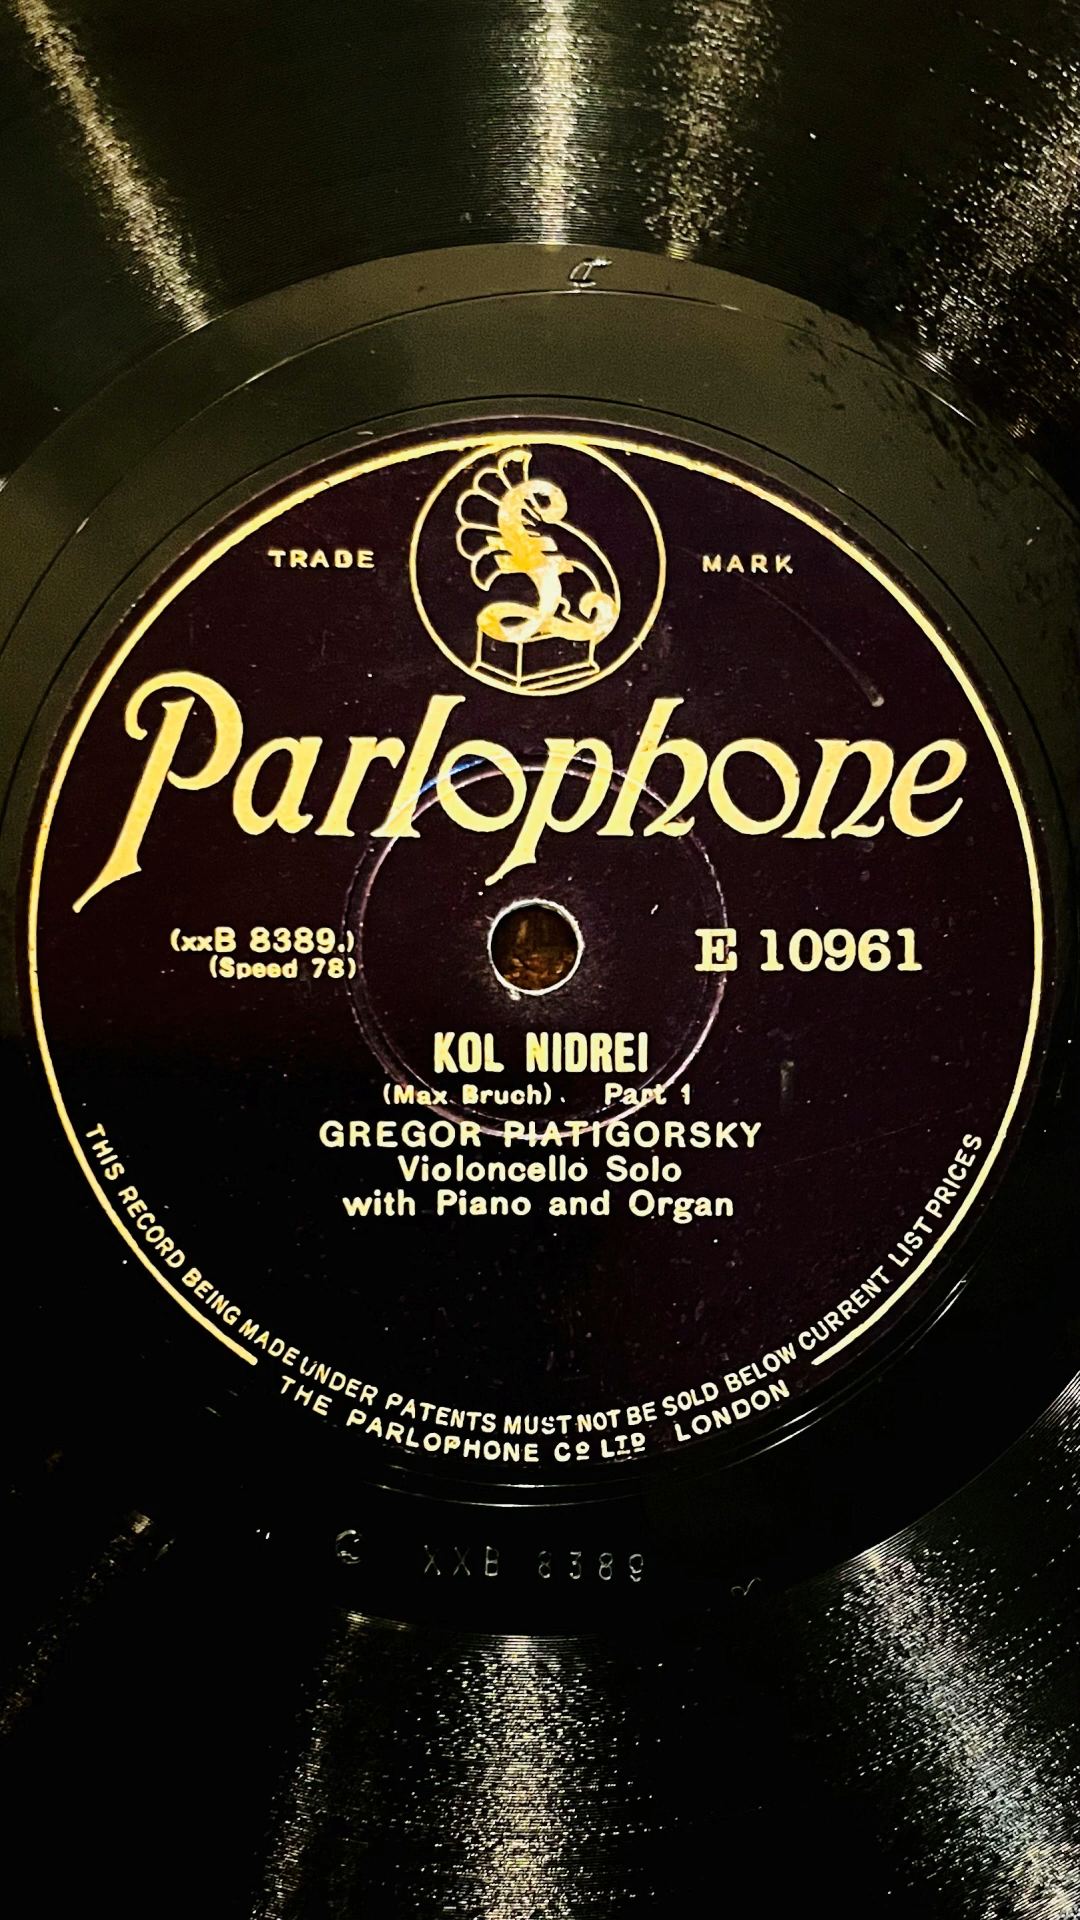 TRADE MARK
Parlophone
(xxB 8389.)
(Speed 78)
E 10961
KOL NIDREI
(Max Bruch). Part 1
GREGOR PIATIGORSKY
Violoncello Solo
with Piano and Organ
THIS RECORD BEING MADE UNDER PATENTS MUST NOT BE SOLD BELOW CURRENT LIST PRICES
THE PARLOPHONE Cº LTD LONDON
XXB 8389